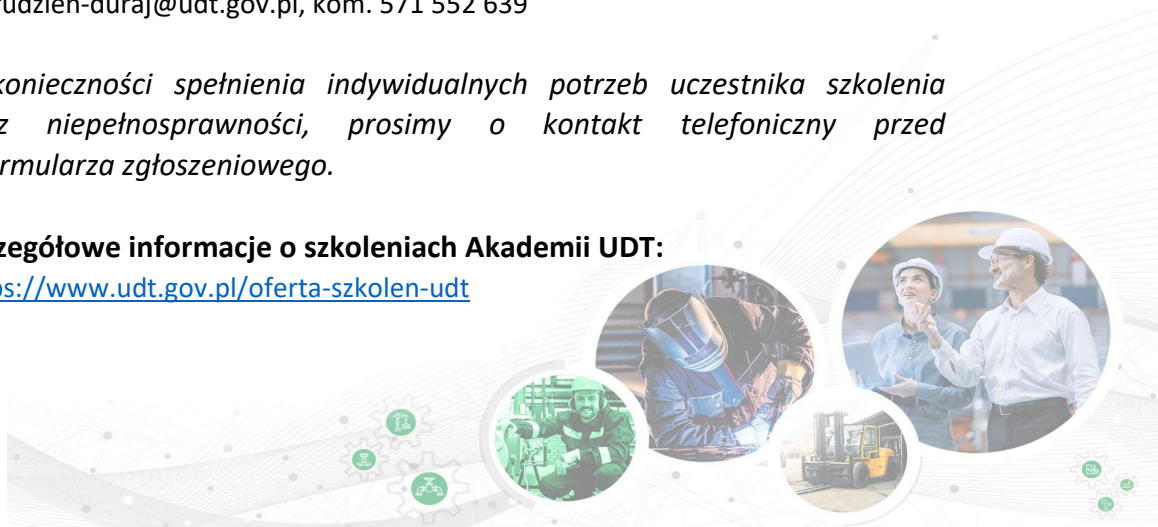 rudzien-duraj@udt.gov.pl, kom. 571 552 639
konieczności spełnienia indywidualnych potrzeb uczestnika szkolenia
z niepełnosprawności, prosimy o kontakt telefoniczny przed
rmularza zgłoszeniowego.
zegółowe informacje o szkoleniach Akademii UDT:
ps://www.udt.gov.pl/oferta-szkolen-udt